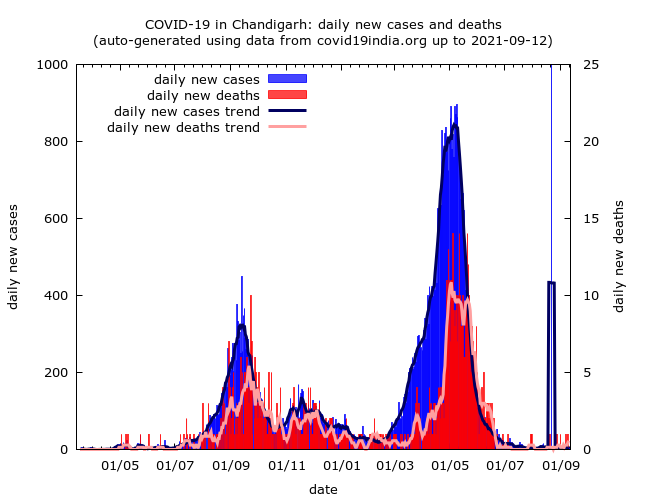 COVID-19 in Chandigarh: daily new cases and deaths
(auto-generated using data from covid19india.org up to 2021-09-12)
daily new cases
daily new deaths
daily new cases trend
daily new deaths trend
1000
800
600
400
200
0
25
20
15
10
5
0
daily new cases
daily new deaths
01/05 01/07 01/09 01/11 01/01 01/03 01/05 01/07 01/09
date